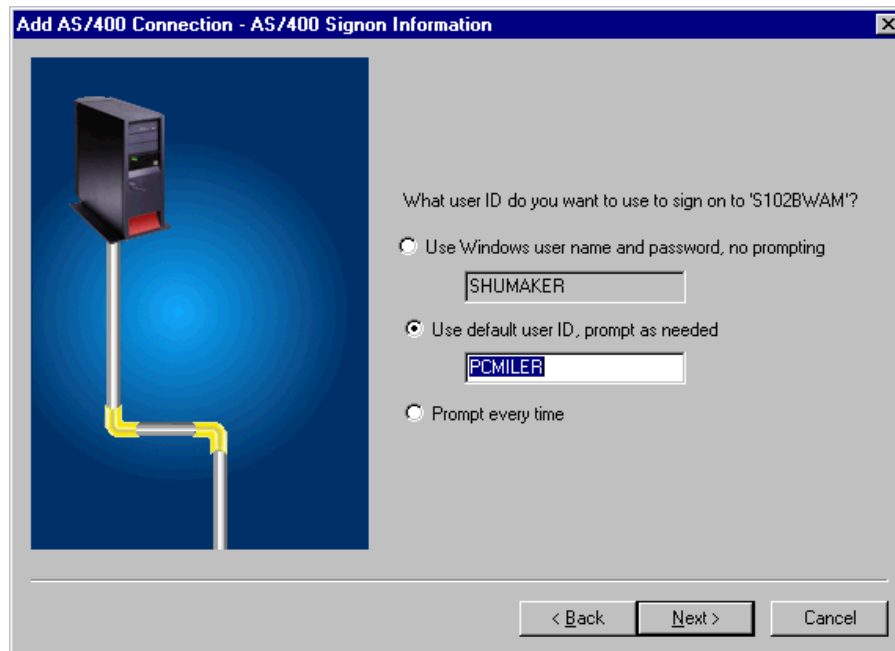 Add AS/400 Connection - AS/400 Signon Information
What user ID do you want to use to sign on to 'S102BWAM'?
Use Windows user name and password, no prompting
SHUMAKER
Use default user ID, prompt as needed
PCMILER
Prompt every time
< Back Next > Cancel